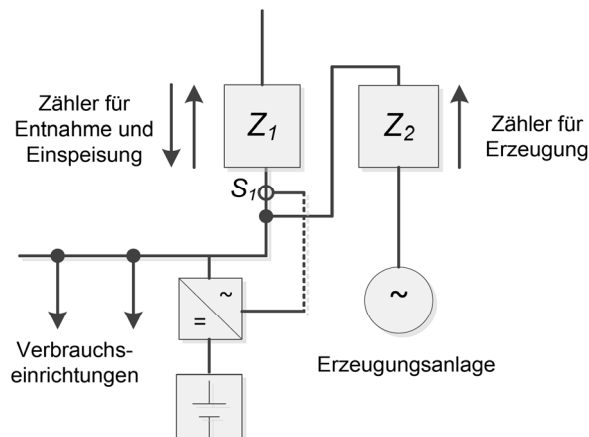 Zähler für
Entnahme und
Einspeisung
Z1
Z2
Zähler für
Erzeugung
S1
~
=
~
Verbrauchs-
einrichtungen
Erzeugungsanlage